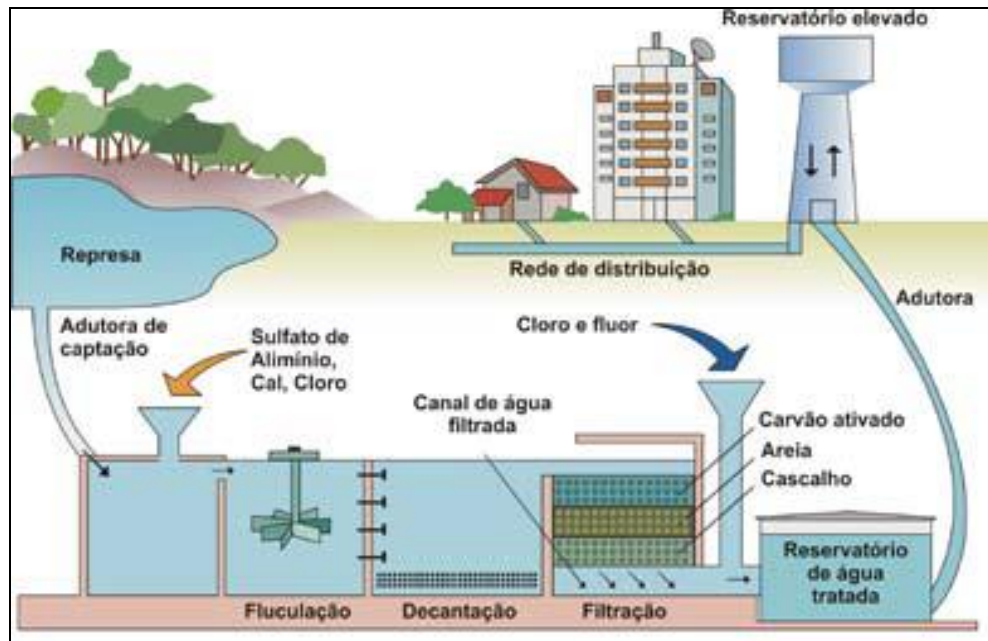 Reservatório elevado
Represa
Rede de distribuição
Adutora
Adutora de
captação
Sulfato de
Alimínio,
Cal, Cloro
Cloro e fluor
Canal de água
filtrada
Carvão ativado
Areia
Cascalho
Reservatório
de água
tratada
Fluculação
Decantação
Filtração